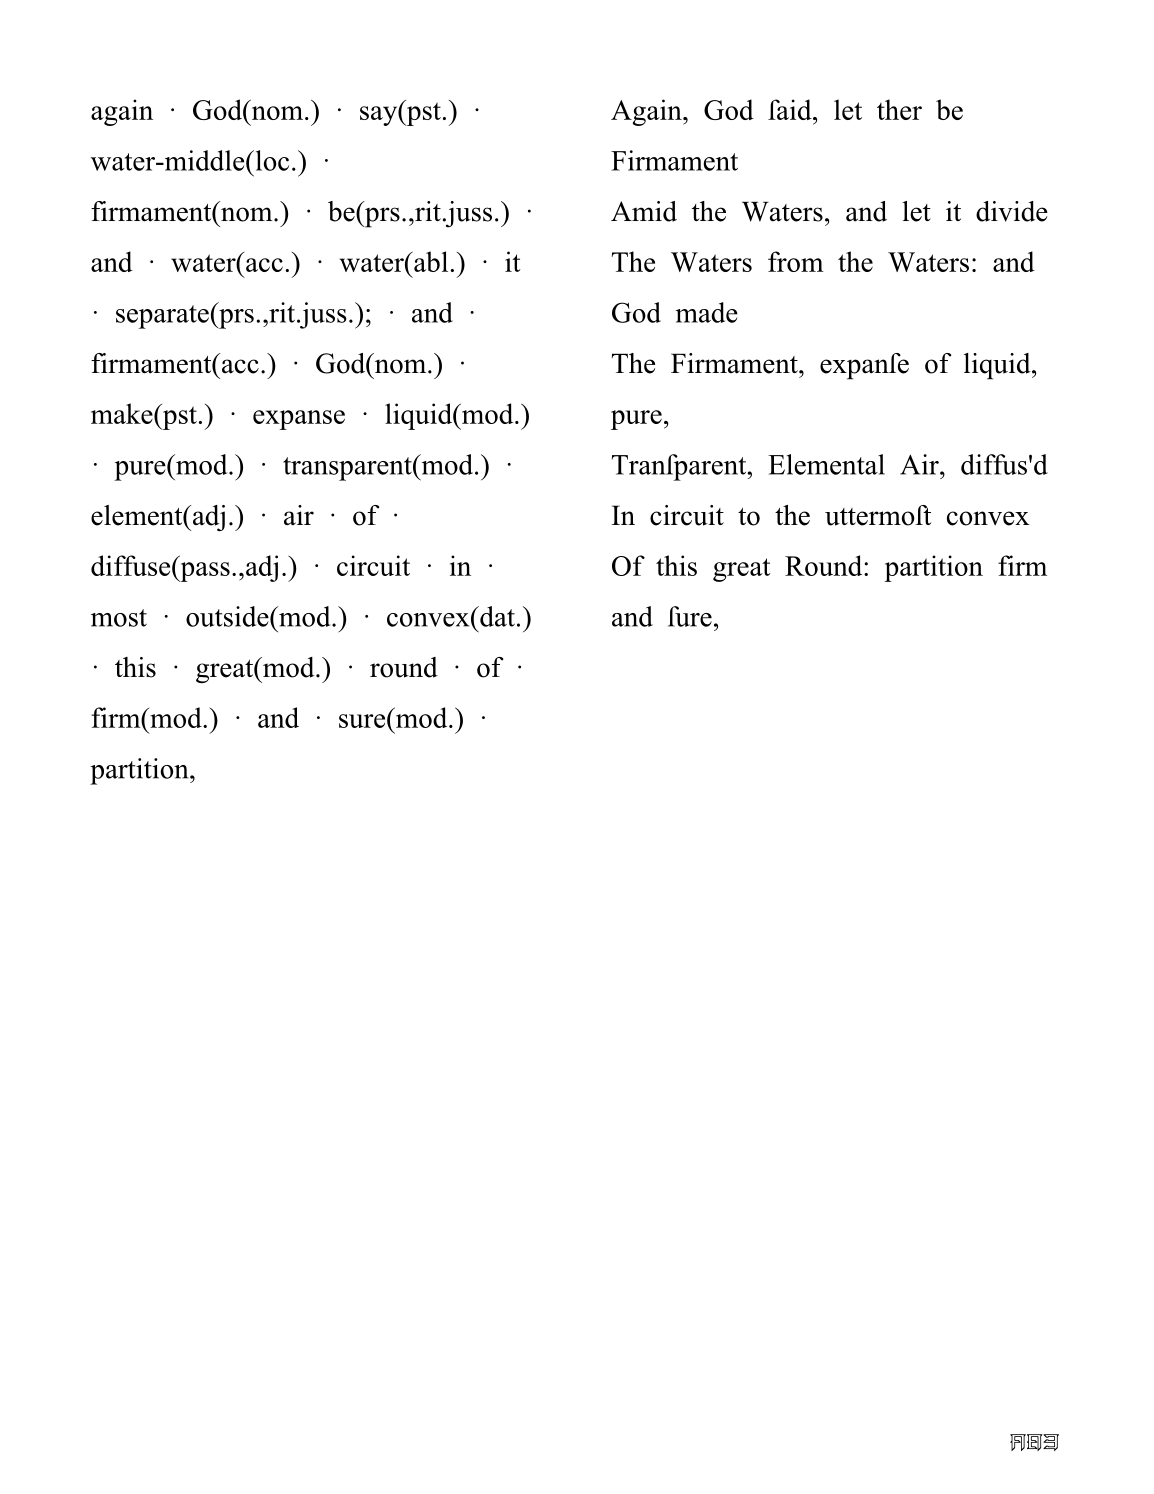 again · God(nom.) · say(pst.) ·
water-middle(loc.) ·
firmament(nom.) · be(prs.,rit.juss.) ·
and · water(acc.) · water(abl.) · it
· separate(prs.,rit.juss.); · and ·
firmament(acc.) · God(nom.) ·
make(pst.) · expanse · liquid(mod.)
· pure(mod.) · transparent(mod.) ·
element(adj.) · air · of ·
diffuse(pass.,adj.) · circuit · in ·
most · outside(mod.) · convex(dat.)
· this · great(mod.) · round · of ·
firm(mod.) · and · sure(mod.) ·
partition,
Again, God ſaid, let ther be
Firmament
Amid the Waters, and let it divide
The Waters from the Waters: and
God made
The Firmament, expanſe of liquid,
pure,
Tranſparent, Elemental Air, diffus'd
In circuit to the uttermoſt convex
Of this great Round: partition firm
and ſure,